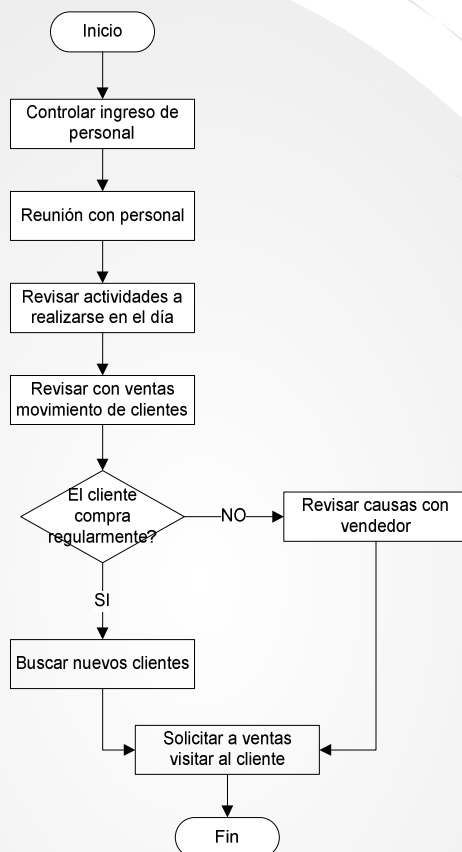 Inicio
Controlar ingreso de
personal
Reunión con personal
Revisar actividades a
realizarse en el día
Revisar con ventas
movimiento de clientes
El cliente
compra
regularmente?
NO
Revisar causas con
vendedor
SI
Buscar nuevos clientes
Solicitar a ventas
visitar al cliente
Fin